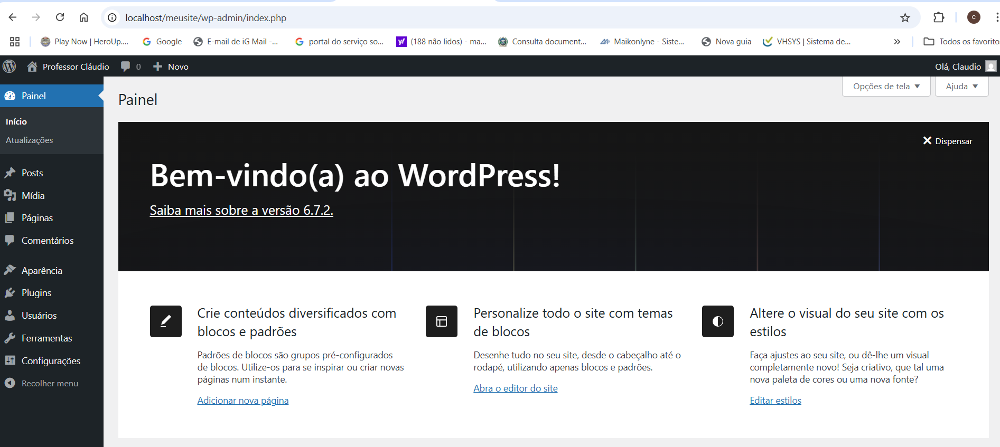 localhost/meusite/wp-admin/index.php
Play Now | HeroUp....
Google
E-mail de iG Mail -...
portal do serviço so...
(188 não lidos) - ma...
Consulta document...
Maikonlyne - Siste...
Nova guia
VHSYS | Sistema de...
»
Todos os favoritos
Professor Cláudio
0
Novo
Olá, Claudio
Opções de tela
Ajuda
Painel
Início
Atualizações
Posts
Mídia
Páginas
Comentários
Aparência
Plugins
Usuários
Ferramentas
Configurações
Recolher menu
Painel
Dispensar
Bem-vindo(a) ao WordPress!
Saiba mais sobre a versão 6.7.2.
Crie conteúdos diversificados com
blocos e padrões
Padrões de blocos são grupos pré-configurados
de blocos. Utilize-os para se inspirar ou criar novas
páginas num instante.
Adicionar nova página
Personalize todo o site com temas
de blocos
Desenhe tudo no seu site, desde o cabeçalho até o
rodapé, utilizando apenas blocos e padrões.
Abra o editor do site
Altere o visual do seu site com os
estilos
Faça ajustes ao seu site, ou dê-lhe um visual
completamente novo! Seja criativo, que tal uma
nova paleta de cores ou uma nova fonte?
Editar estilos